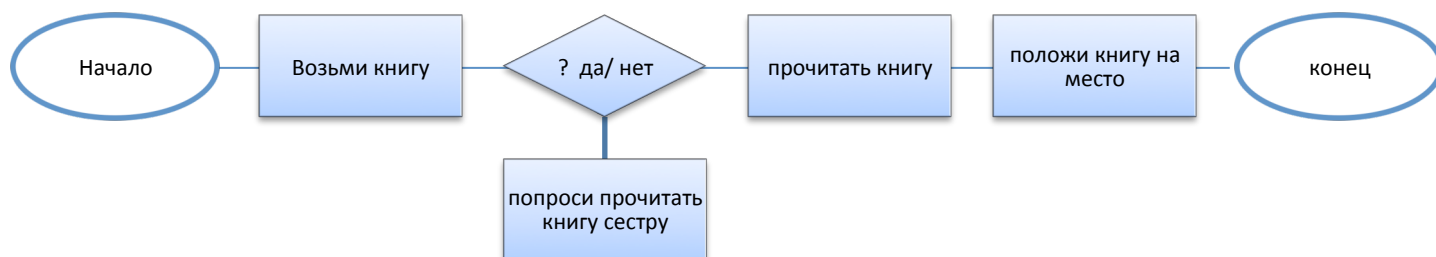 Начало
Возьми книгу
? да/ нет
прочитать книгу
положи книгу на
место
конец
попроси прочитать
книгу сестру